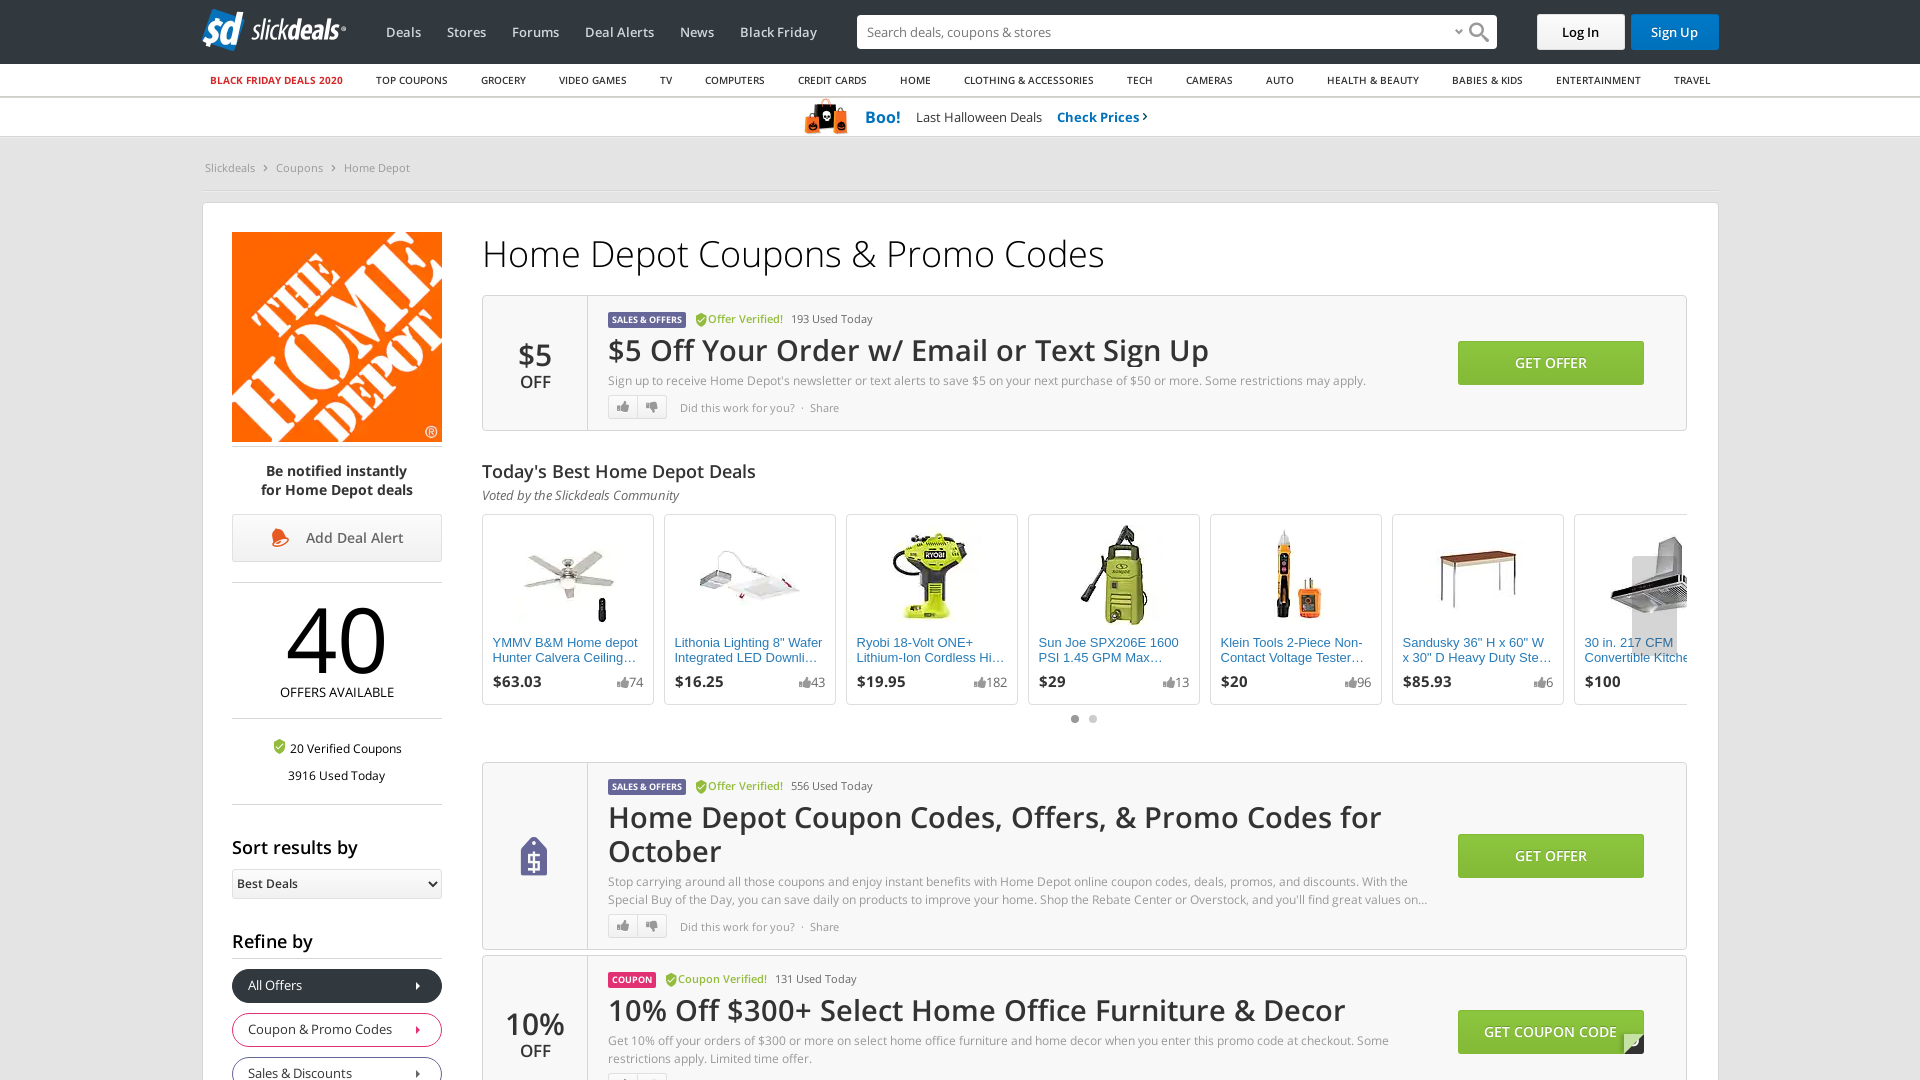 slickdeals
Deals
Stores
Forums
Deal Alerts
News
Black Friday
Search deals, coupons & stores
Log In
Sign Up
BLACK FRIDAY DEALS 2020
TOP COUPONS
GROCERY
VIDEO GAMES
TV
COMPUTERS
CREDIT CARDS
HOME
CLOTHING & ACCESSORIES
TECH
CAMERAS
AUTO
HEALTH & BEAUTY
BABIES & KIDS
ENTERTAINMENT
TRAVEL
Boo! Last Halloween Deals Check Prices
Slickdeals > Coupons > Home Depot
THE HOME DEPOT ®
Be notified instantly
for Home Depot deals
Add Deal Alert
40
OFFERS AVAILABLE
20 Verified Coupons
3916 Used Today
Sort results by
Best Deals
Refine by
All Offers
Coupon & Promo Codes
Sales & Discounts
Home Depot Coupons & Promo Codes
$5
OFF
SALES & OFFERS Offer Verified! 193 Used Today
$5 Off Your Order w/ Email or Text Sign Up
Sign up to receive Home Depot's newsletter or text alerts to save $5 on your next purchase of $50 or more. Some restrictions may apply.
Did this work for you? · Share
GET OFFER
Today's Best Home Depot Deals
Voted by the Slickdeals Community
YMMV B&M Home depot
Hunter Calvera Ceiling...
$63.03 74
Lithonia Lighting 8" Wafer
Integrated LED Downli...
$16.25 43
RYOBI
Ryobi 18-Volt ONE+
Lithium-Ion Cordless Hi...
$19.95 182
Sun Joe SPX206E 1600
PSI 1.45 GPM Max...
$29 13
Klein Tools 2-Piece Non-
Contact Voltage Tester...
$20 96
Sandusky 36" H x 60" W
x 30" D Heavy Duty Ste...
$85.93 6
30 in. 217 CFM
Convertible Kitche
$100
SALES & OFFERS Offer Verified! 556 Used Today
Home Depot Coupon Codes, Offers, & Promo Codes for
October
Stop carrying around all those coupons and enjoy instant benefits with Home Depot online coupon codes, deals, promos, and discounts. With the
Special Buy of the Day, you can save daily on products to improve your home. Shop the Rebate Center or Overstock, and you'll find great values on...
Did this work for you? · Share
GET OFFER
10%
OFF
COUPON Coupon Verified! 131 Used Today
10% Off $300+ Select Home Office Furniture & Decor
Get 10% off your orders of $300 or more on select home office furniture and home decor when you enter this promo code at checkout. Some
restrictions apply. Limited time offer.
GET COUPON CODE